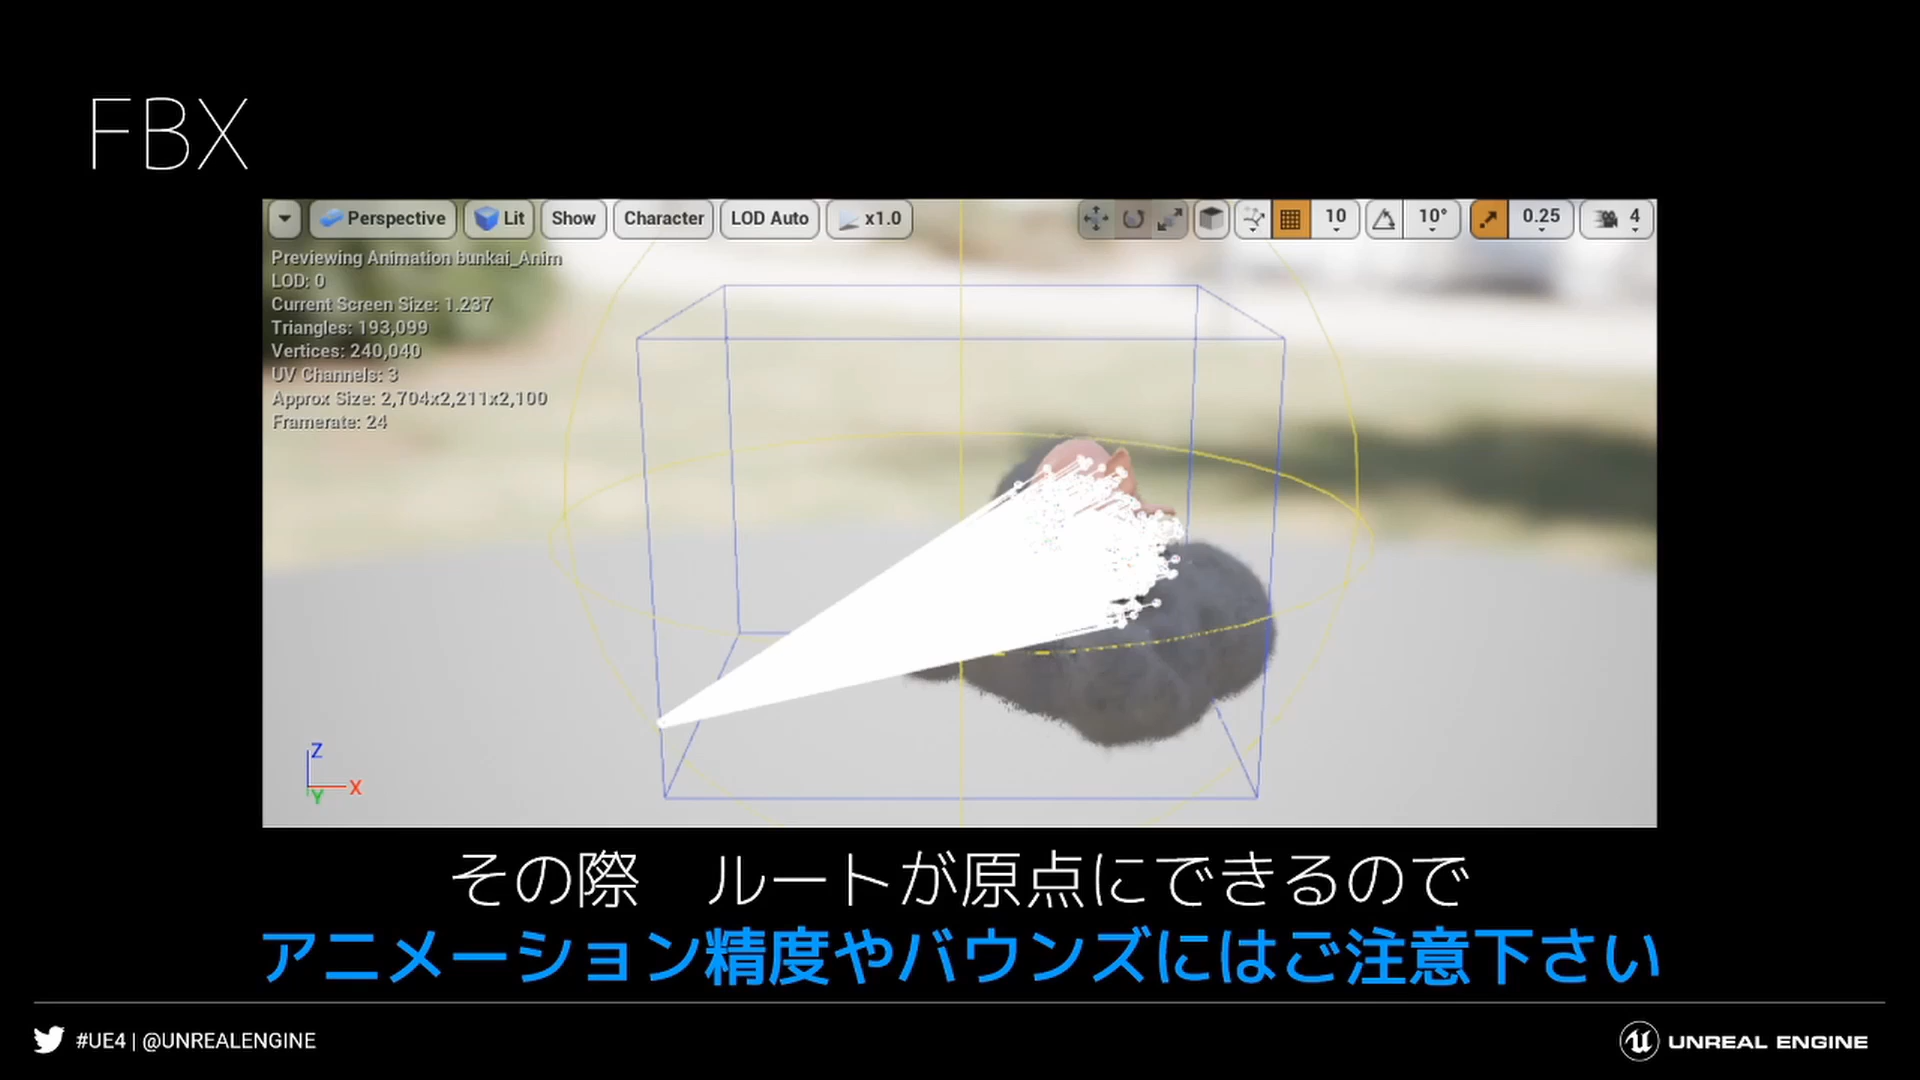 FBX
Perspective
Lit
Show
Character
LOD Auto
x1.0
10
10°
0.25
4
Previewing Animation bunkai_Anim
LOD: 0
Current Screen Size: 1.237
Triangles: 193,099
Vertices: 240,040
UV Channels: 3
Approx Size: 2,704x2,211x2,100
Framerate: 24
Z
X
Y
その際　ルートが原点にできるので
アニメーション精度やバウンズにはご注意下さい
#UE4 | @UNREALENGINE
UNREAL ENGINE